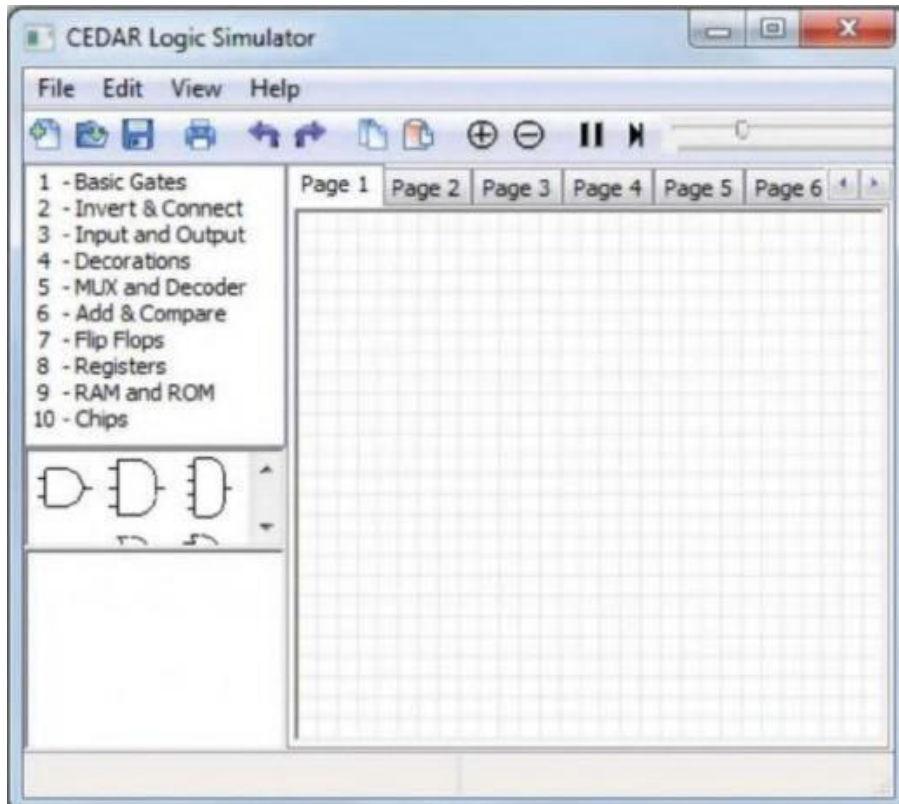 CEDAR Logic Simulator
File Edit View Help
1 - Basic Gates
2 - Invert & Connect
3 - Input and Output
4 - Decorations
5 - MUX and Decoder
6 - Add & Compare
7 - Flip Flops
8 - Registers
9 - RAM and ROM
10 - Chips
Page 1 Page 2 Page 3 Page 4 Page 5 Page 6